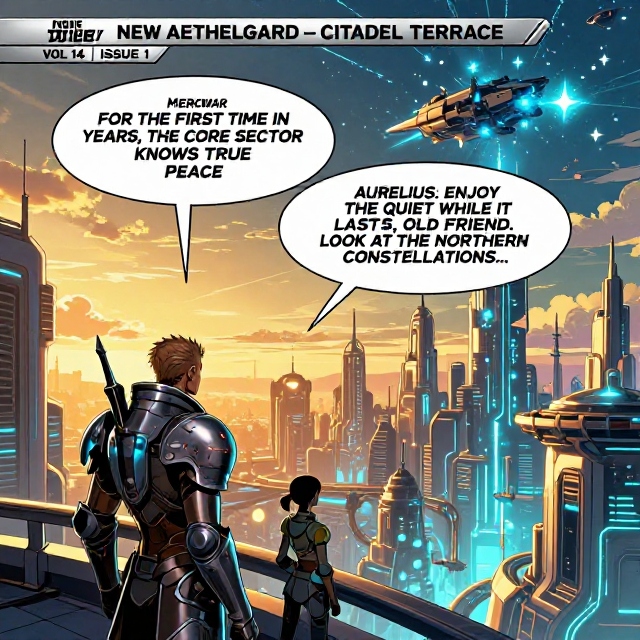 NEW AETHELGARD – CITADEL TERRACE
VOL 14 | ISSUE 1
MERCWAR
FOR THE FIRST TIME IN
YEARS, THE CORE SECTOR
KNOWS TRUE
PEACE
AURELIUS: ENJOY
THE QUIET WHILE IT
LASTS, OLD FRIEND.
LOOK AT THE NORTHERN
CONSTELLATIONS...